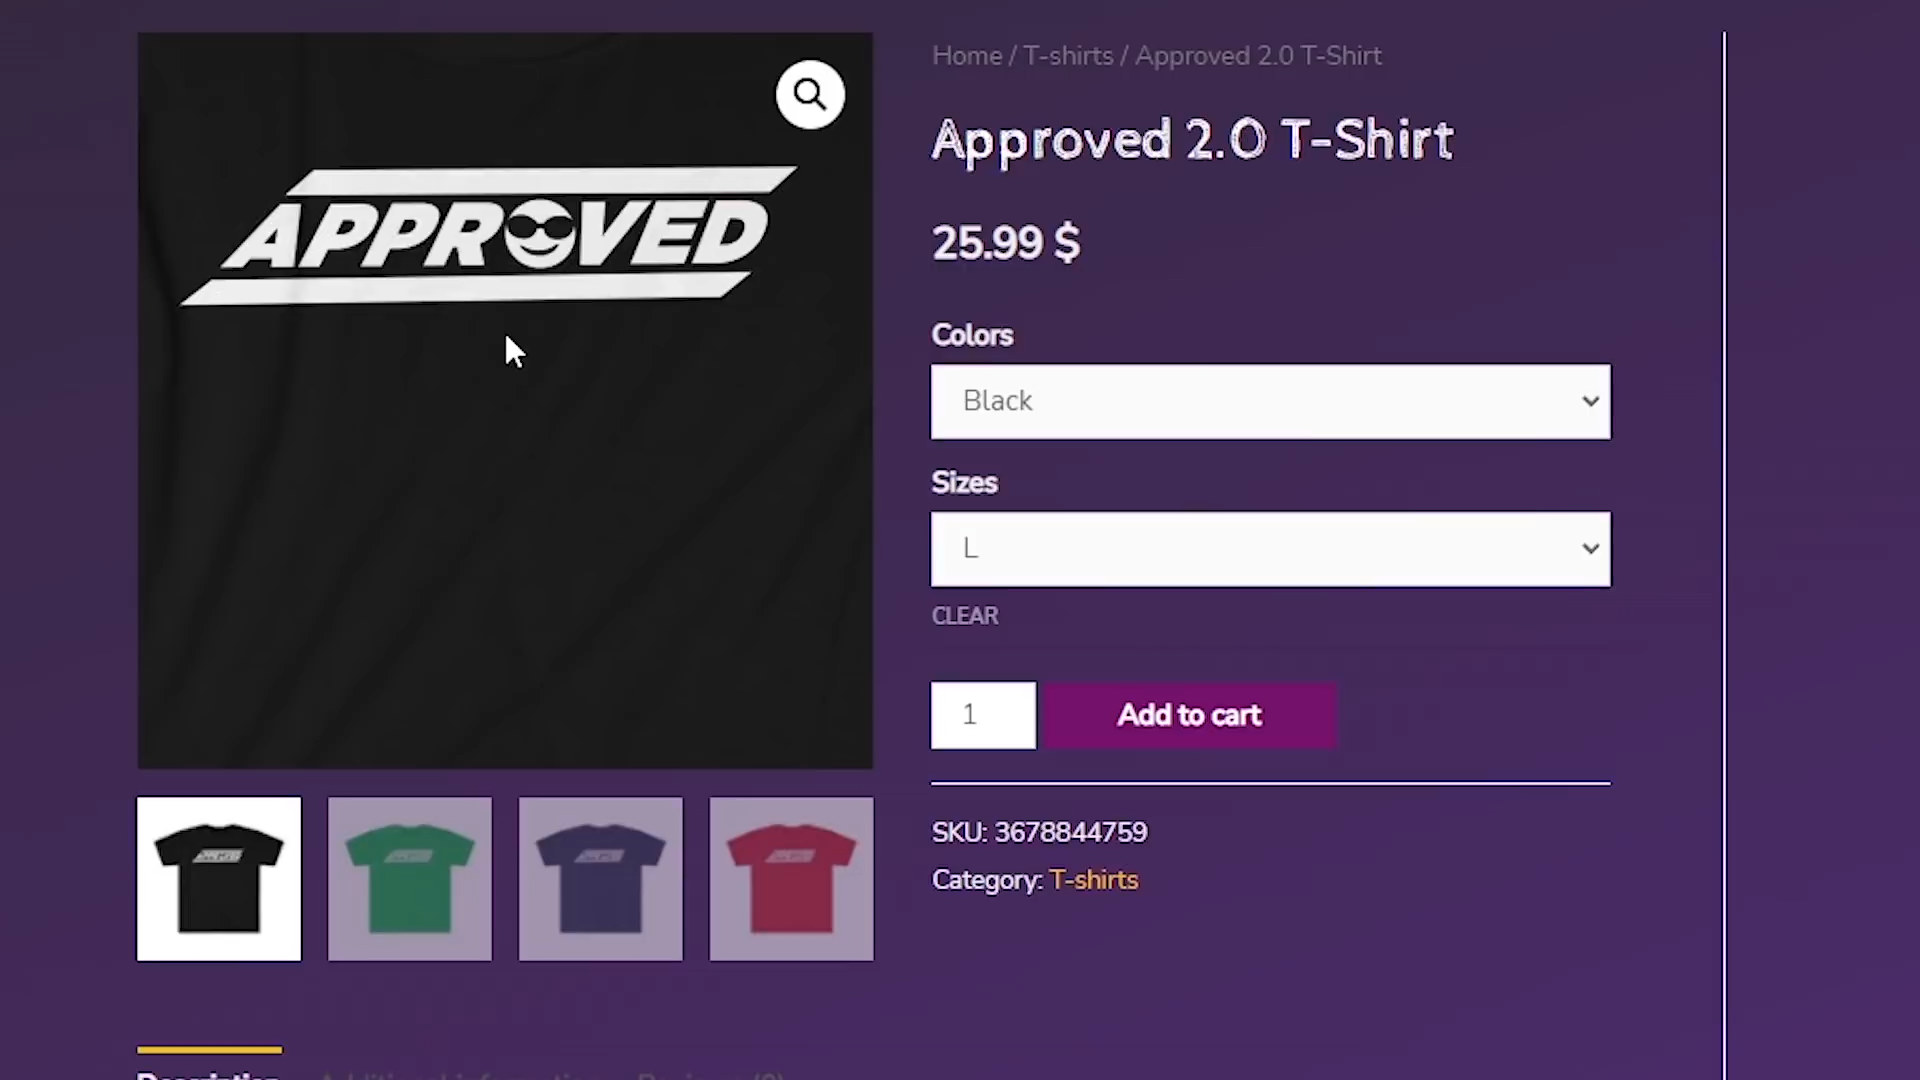 Home / T-shirts / Approved 2.0 T-Shirt
Approved 2.0 T-Shirt
APPROVED
25.99 $
Colors
Black
Sizes
L
CLEAR
1
Add to cart
SKU: 3678844759
Category: T-shirts
Description